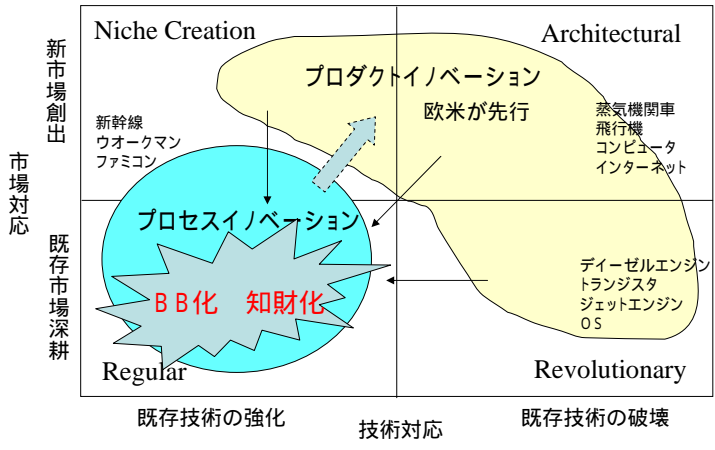 Niche Creation
Architectural
新市場創出
プロダクトイノベーション
欧米が先行
新幹線
ウオークマン
ファミコン
蒸気機関車
飛行機
コンピュータ
インターネット
市場対応
プロセスイノベーション
既存市場深耕
BB化 知財化
デイーゼルエンジン
トランジスタ
ジェットエンジン
OS
Regular
Revolutionary
既存技術の強化
技術対応
既存技術の破壊